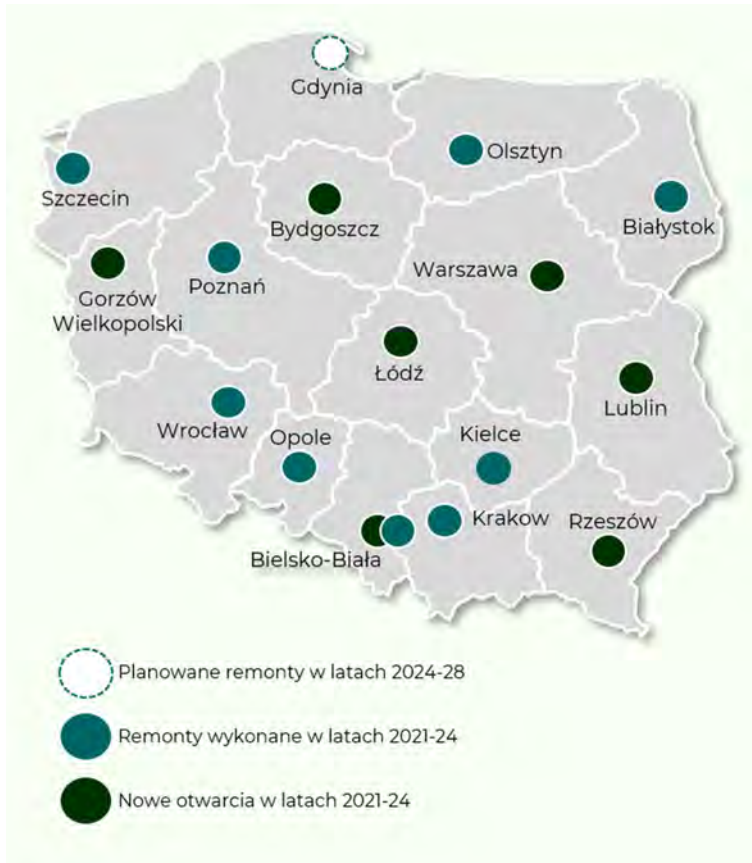 Gdynia
Olsztyn
Szczecin
Bydgoszcz
Białystok
Warszawa
Gorzów
Wielkopolski
Poznań
Łódź
Lublin
Wrocław
Opole
Kielce
Krakow
Rzeszów
Bielsko-Biała
Planowane remonty w latach 2024-28
Remonty wykonane w latach 2021-24
Nowe otwarcia w latach 2021-24